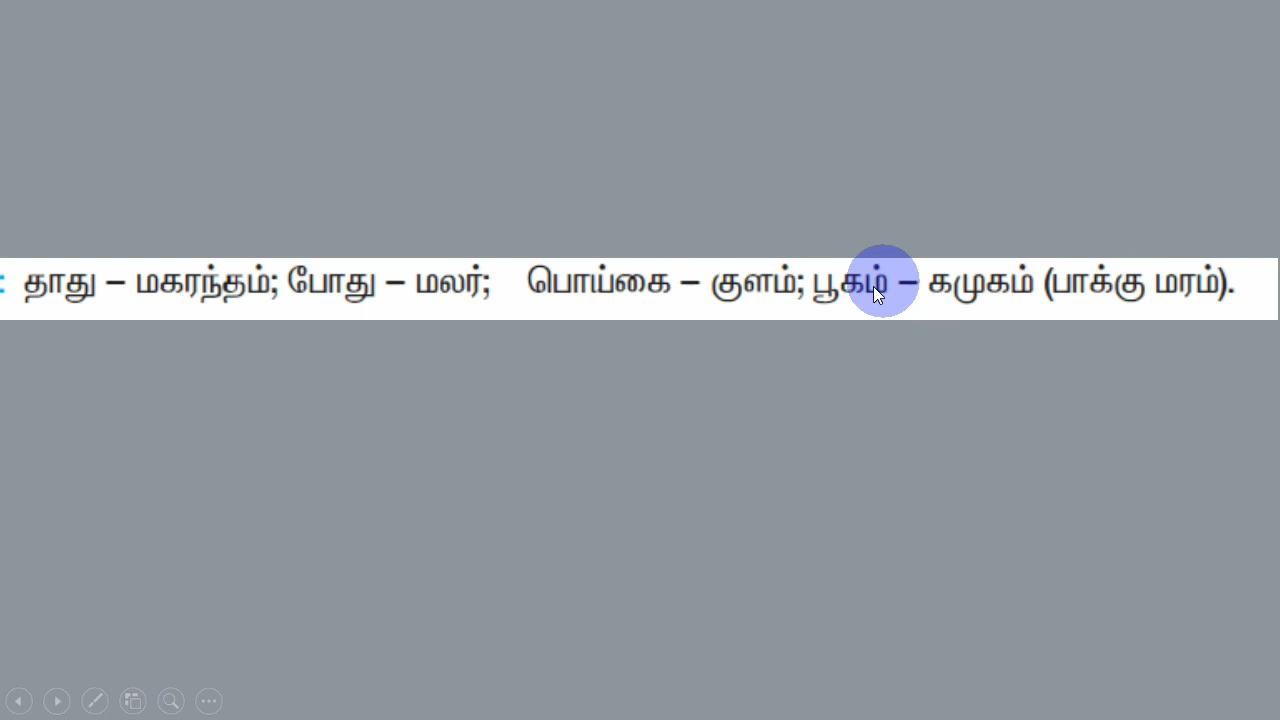 : தாது – மகரந்தம்; போது – மலர்; பொய்கை – குளம்; பூகம் – கமுகம் (பாக்கு மரம்).